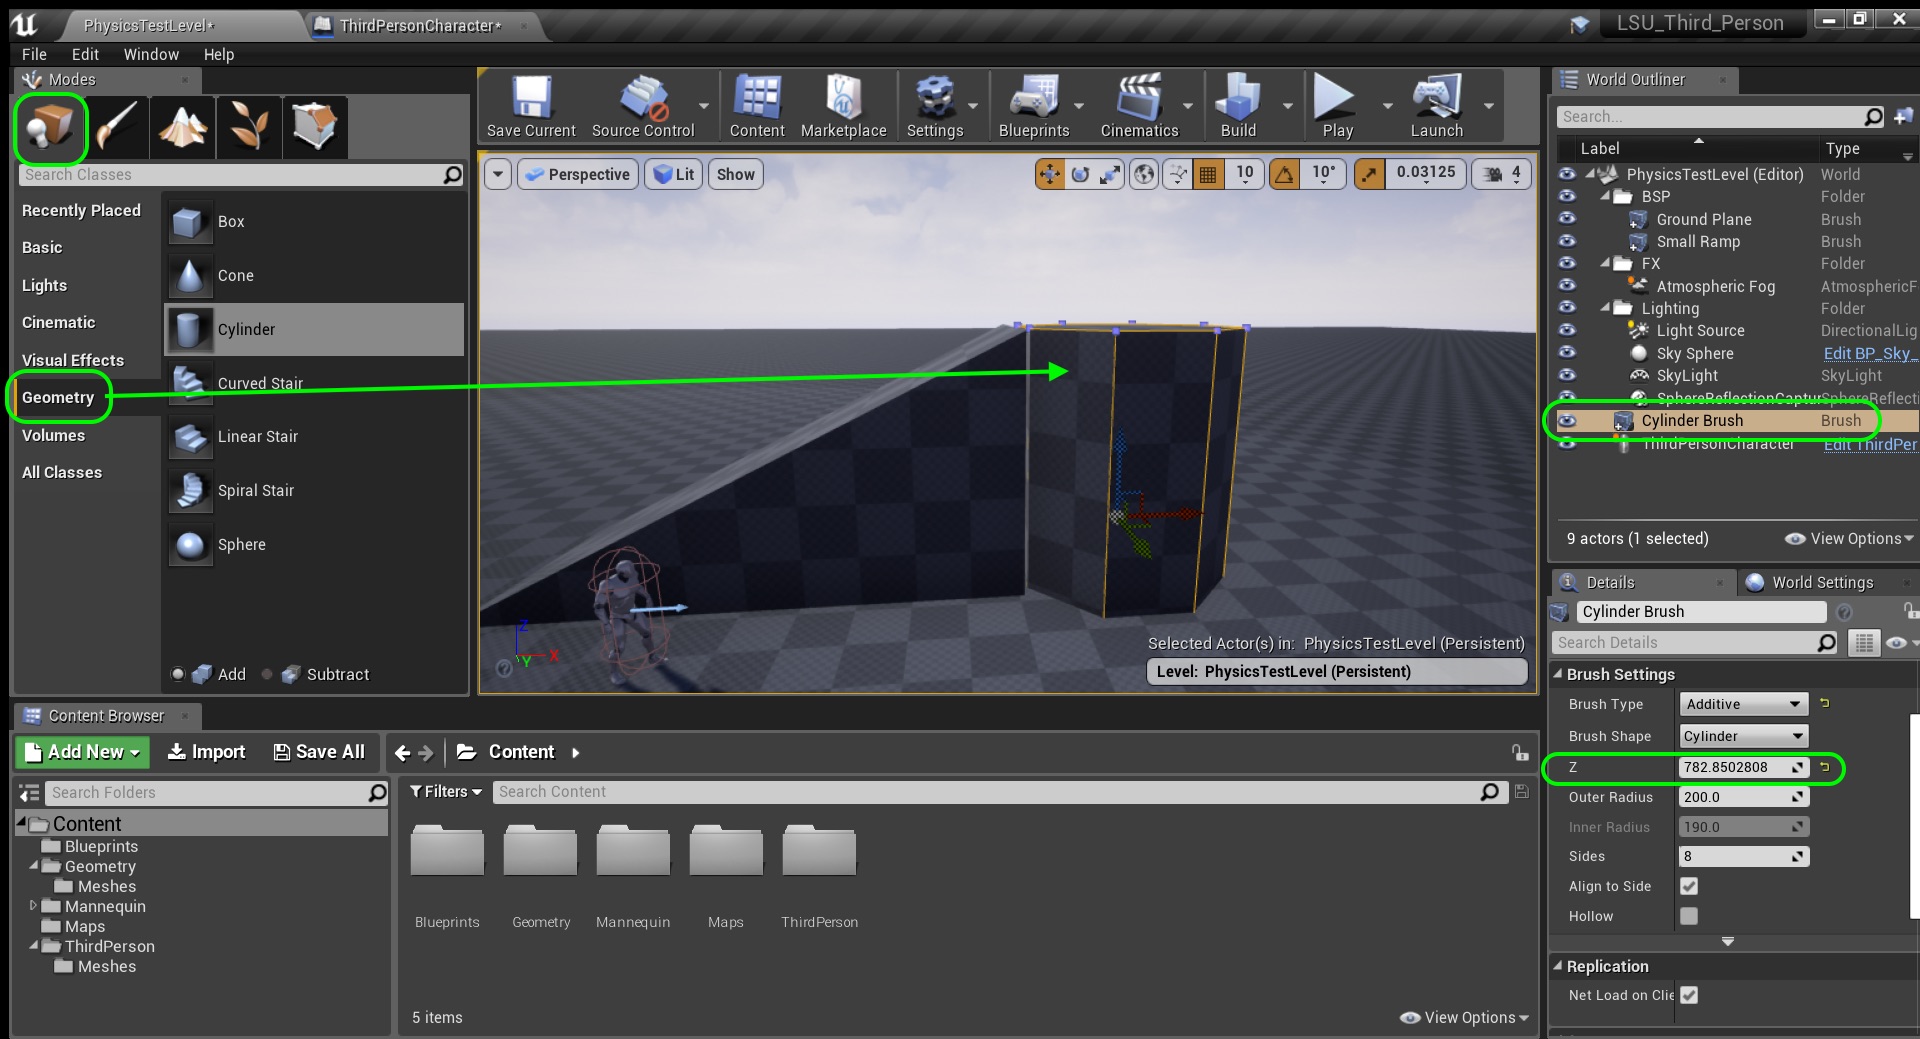 PhysicsTestLevel*
ThirdPersonCharacter*
LSU_Third_Person
File Edit Window Help
Modes
Search Classes
Recently Placed
Basic
Lights
Cinematic
Visual Effects
Geometry
Volumes
All Classes
Box
Cone
Cylinder
Curved Stair
Linear Stair
Spiral Stair
Sphere
Add Subtract
Save Current Source Control Content Marketplace Settings Blueprints Cinematics Build Play Launch
Perspective Lit Show 10 10° 0.03125 4
Z
X
Y
Selected Actor(s) in: PhysicsTestLevel (Persistent)
Level: PhysicsTestLevel (Persistent)
World Outliner
Search...
Label Type
PhysicsTestLevel (Editor) World
BSP Folder
Ground Plane Brush
Small Ramp Brush
FX Folder
Atmospheric Fog AtmosphericF
Lighting Folder
Light Source DirectionalLig
Sky Sphere Edit BP_Sky_
SkyLight SkyLight
SphereReflectionCaptur SphereReflecti
Cylinder Brush Brush
ThirdPersonCharacter Edit ThirdPer
9 actors (1 selected) View Options
Details World Settings
Cylinder Brush
Search Details
Brush Settings
Brush Type Additive
Brush Shape Cylinder
Z 782.8502808
Outer Radius 200.0
Inner Radius 190.0
Sides 8
Align to Side
Hollow
Replication
Net Load on Clie
Content Browser
Add New Import Save All Content
Search Folders
Content
Blueprints
Geometry
Meshes
Mannequin
Maps
ThirdPerson
Meshes
Filters Search Content
Blueprints Geometry Mannequin Maps ThirdPerson
5 items View Options